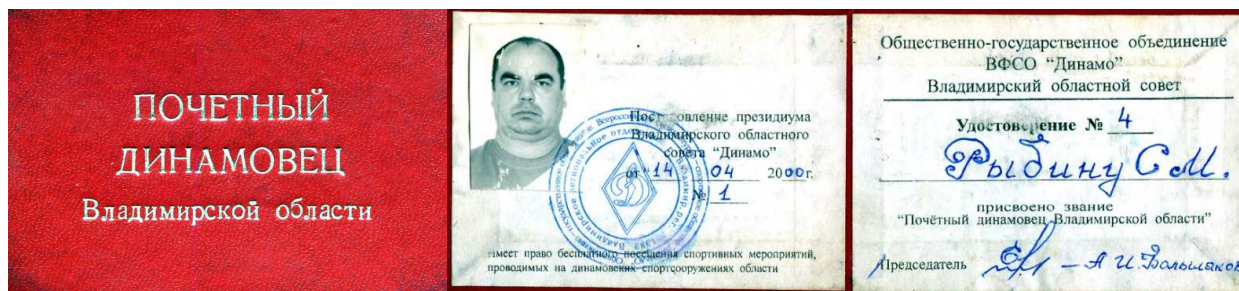 ПОЧЕТНЫЙ
ДИНАМОВЕЦ
Владимирской области
Постановление президиума
Владимирского областного
совета "Динамо"
от "14" 04 2000г.
№ 1
Имеет право бесплатного посещения спортивных мероприятий,
проводимых на динамовских спортсооружениях области
Общественно-государственное объединение
ВФСО "Динамо"
Владимирский областной совет
Удостоверение № 4
Рыбину С.М.
присвоено звание
"Почётный динамовец Владимирской области"
Председатель А.И.